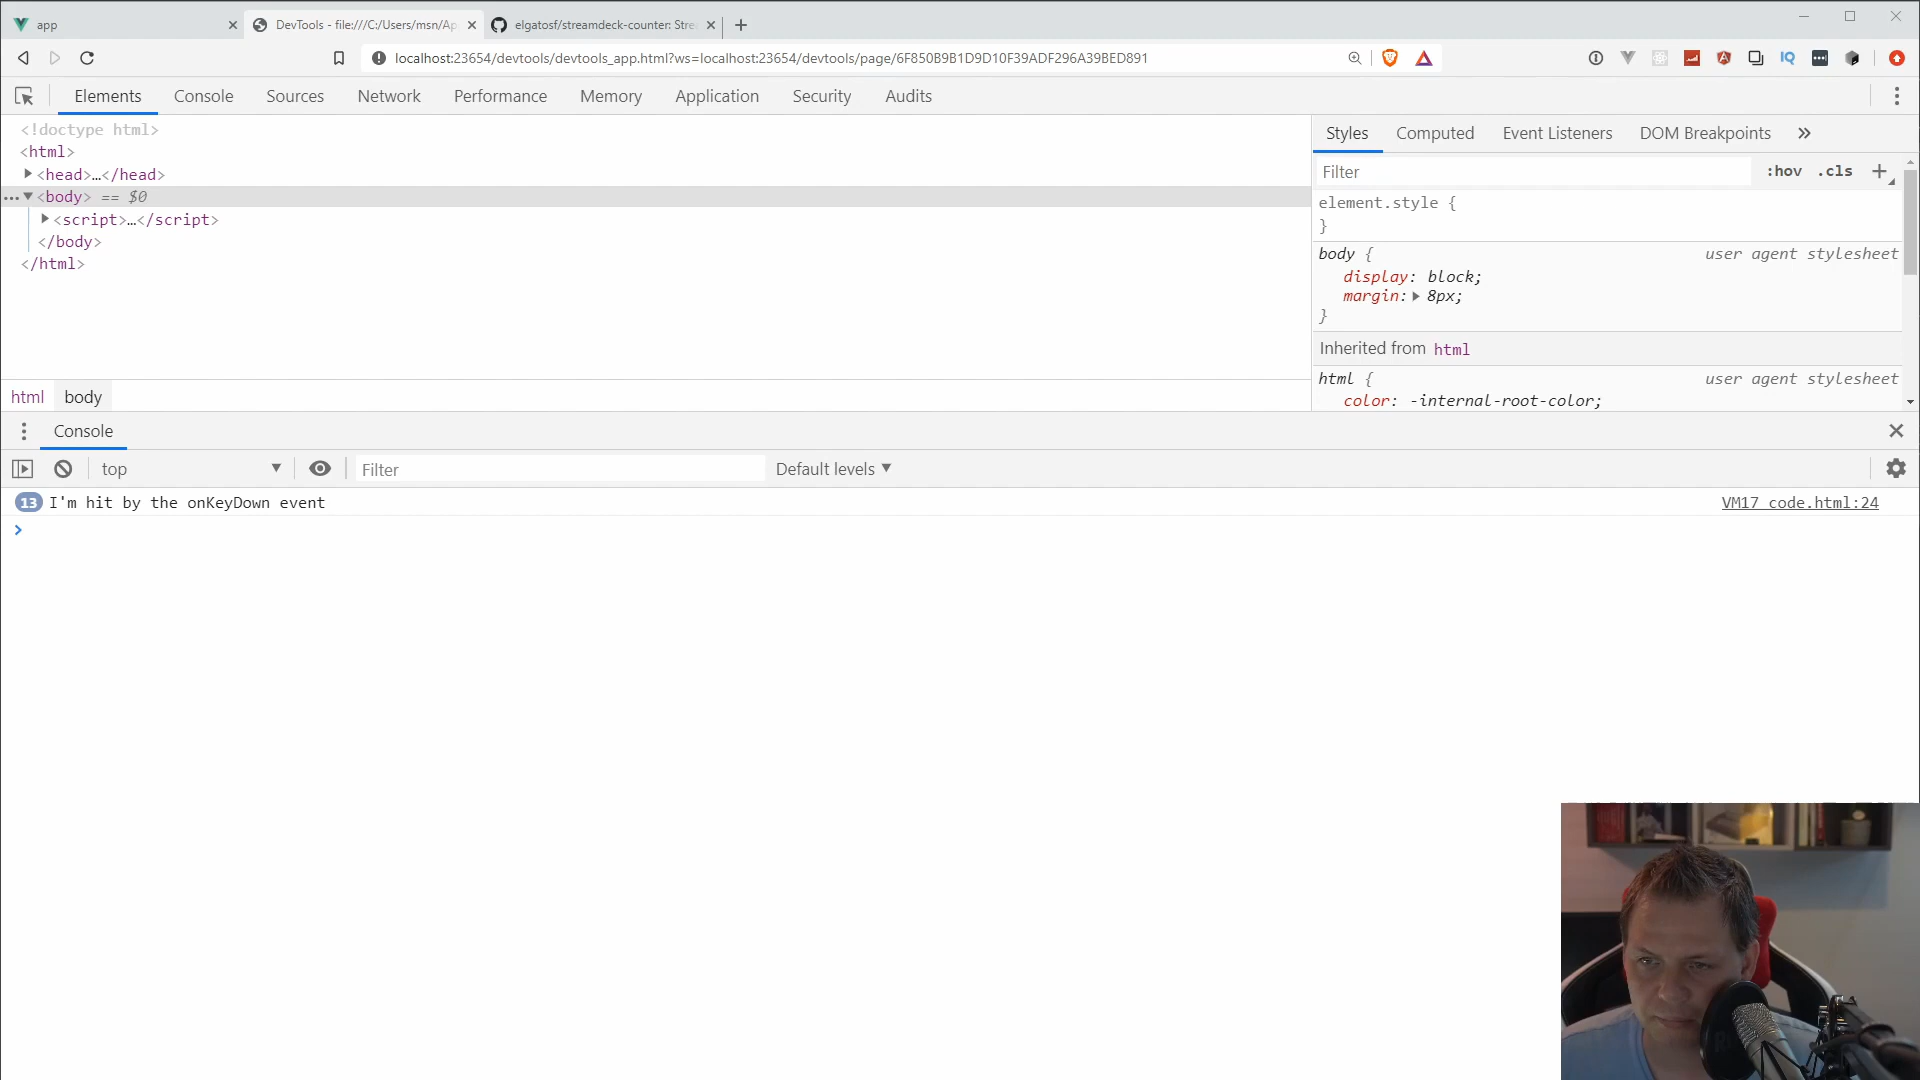 app
DevTools - file:///C:/Users/msn/Ap
elgatosf/streamdeck-counter: Stre
localhost:23654/devtools/devtools_app.html?ws=localhost:23654/devtools/page/6F850B9B1D9D10F39ADF296A39BED891
IQ
Elements Console Sources Network Performance Memory Application Security Audits
<!doctype html>
<html>
<head>…</head>
<body> == $0
<script>…</script>
</body>
</html>
Styles Computed Event Listeners DOM Breakpoints »
Filter :hov .cls +
element.style {
}
body { user agent stylesheet
display: block;
margin: 8px;
}
Inherited from html
html { user agent stylesheet
color: -internal-root-color;
html body
Console
top Filter Default levels
13 I'm hit by the onKeyDown event VM17 code.html:24
>